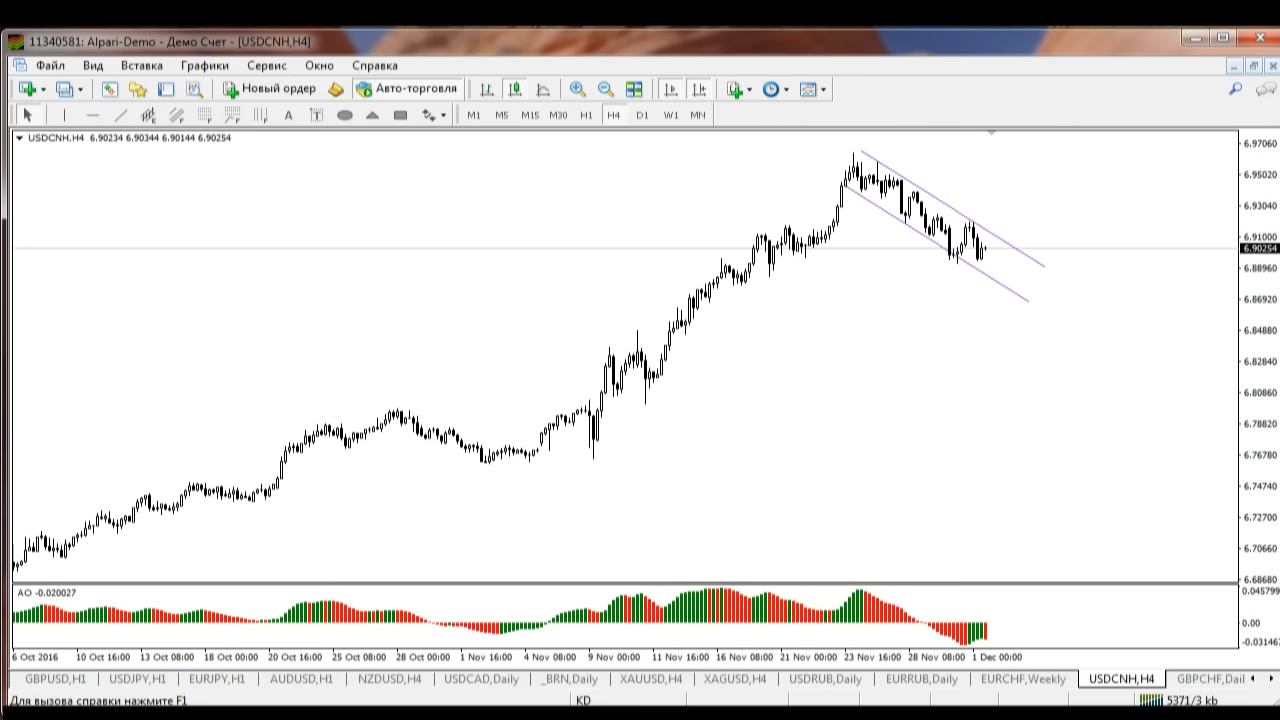 11340581: Alpari-Demo - Демо Счет - [USDCNH,H4]
Файл Вид Вставка Графики Сервис Окно Справка
Новый ордер Авто-торговля
A T M1 M5 M15 M30 H1 H4 D1 W1 MN
USDCNH,H4 6.90234 6.90344 6.90144 6.90254
6.97060
6.95020
6.93040
6.91000
6.90254
6.88960
6.86920
6.84880
6.82840
6.80860
6.78820
6.76780
6.74740
6.72700
6.70660
6.68680
AO -0.020027
0.045799
0.00
-0.031467
6 Oct 2016 10 Oct 16:00 13 Oct 08:00 18 Oct 00:00 20 Oct 16:00 25 Oct 08:00 28 Oct 00:00 1 Nov 16:00 4 Nov 08:00 9 Nov 00:00 11 Nov 16:00 16 Nov 08:00 21 Nov 00:00 23 Nov 16:00 28 Nov 08:00 1 Dec 00:00
GBPUSD,H1 USDJPY,H1 EURJPY,H1 AUDUSD,H1 NZDUSD,H4 USDCAD,Daily _BRN,Daily XAUUSD,H4 XAGUSD,H4 USDRUB,Daily EURRUB,Daily EURCHF,Weekly USDCNH,H4 GBPCHF,Dail
Для вызова справки нажмите F1 KD 5371/3 kb